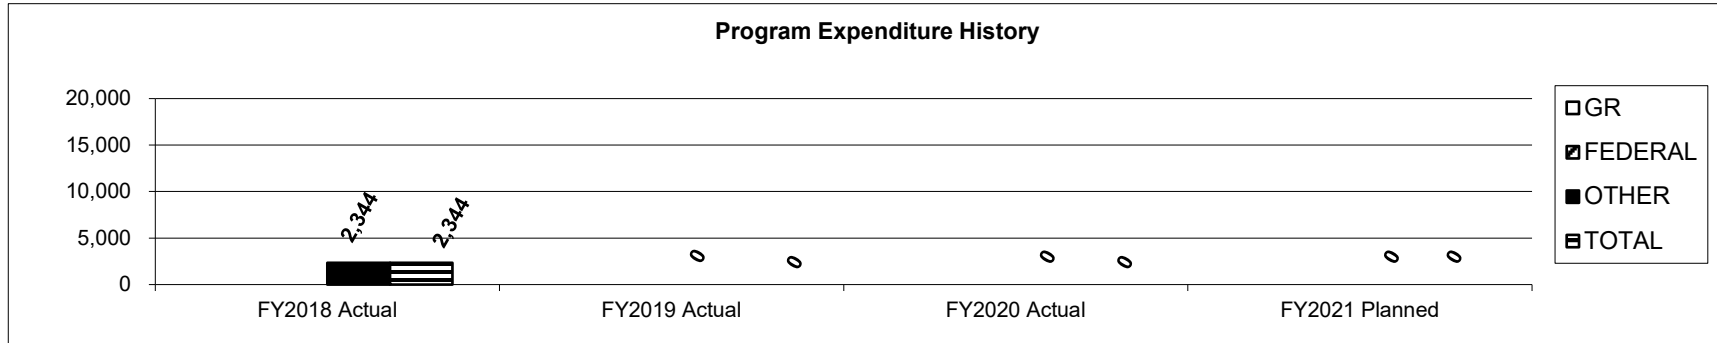 Program Expenditure History
20,000
15,000
10,000
5,000
0
2,344
2,344
0
0
0
0
0
0
FY2018 Actual
FY2019 Actual
FY2020 Actual
FY2021 Planned
GR
FEDERAL
OTHER
TOTAL